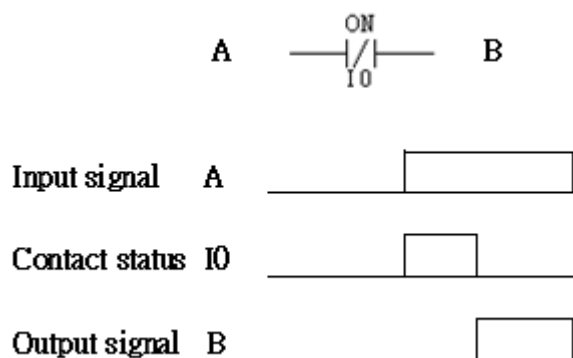 ON
A B
I0
Input signal A
Contact status I0
Output signal B